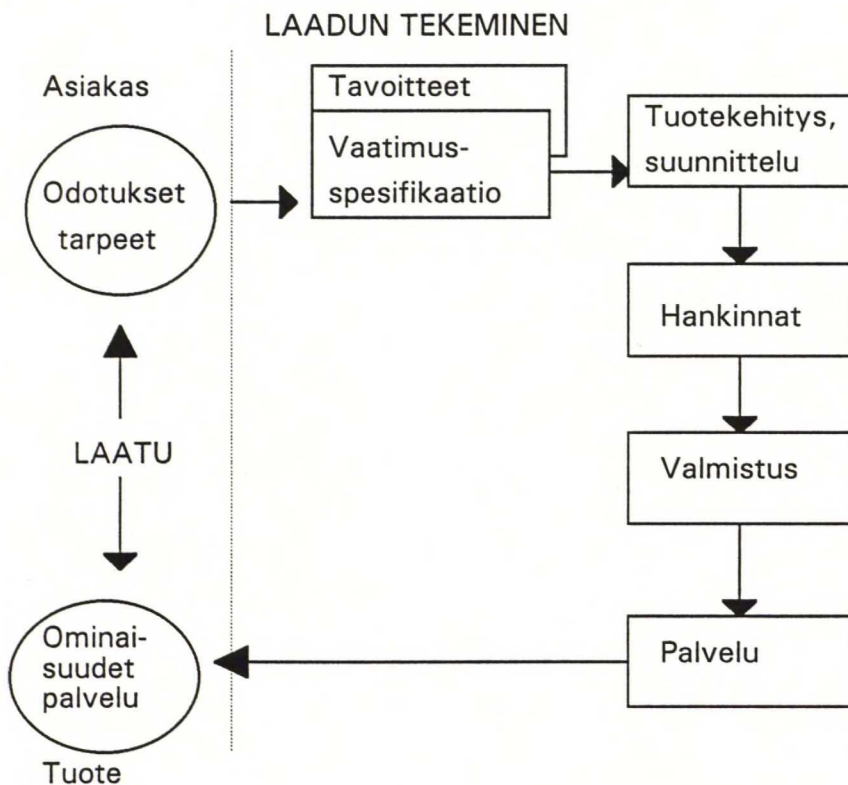 LAADUN TEKEMINEN
Asiakas
Odotukset
tarpeet
Tavoitteet
Vaatimus-
spesifikaatio
Tuotekehitys,
suunnittelu
Hankinnat
Valmistus
Palvelu
LAATU
Ominai-
suudet
palvelu
Tuote